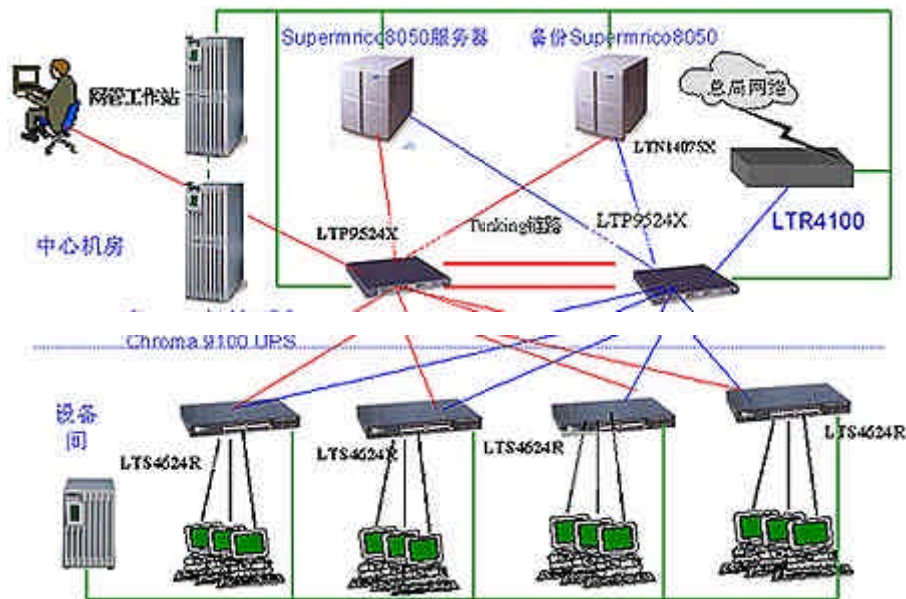 Supermrico8050服务器
备份Supermrico8050
网管工作站
总局网络
LTN1407SX
LTP9524X
Tunking链路
LTP9524X
LTR4100
中心机房
Chroma 9100 UPS
设备
间
LTS4624R
LTS4624R
LTS4624R
LTS4624R